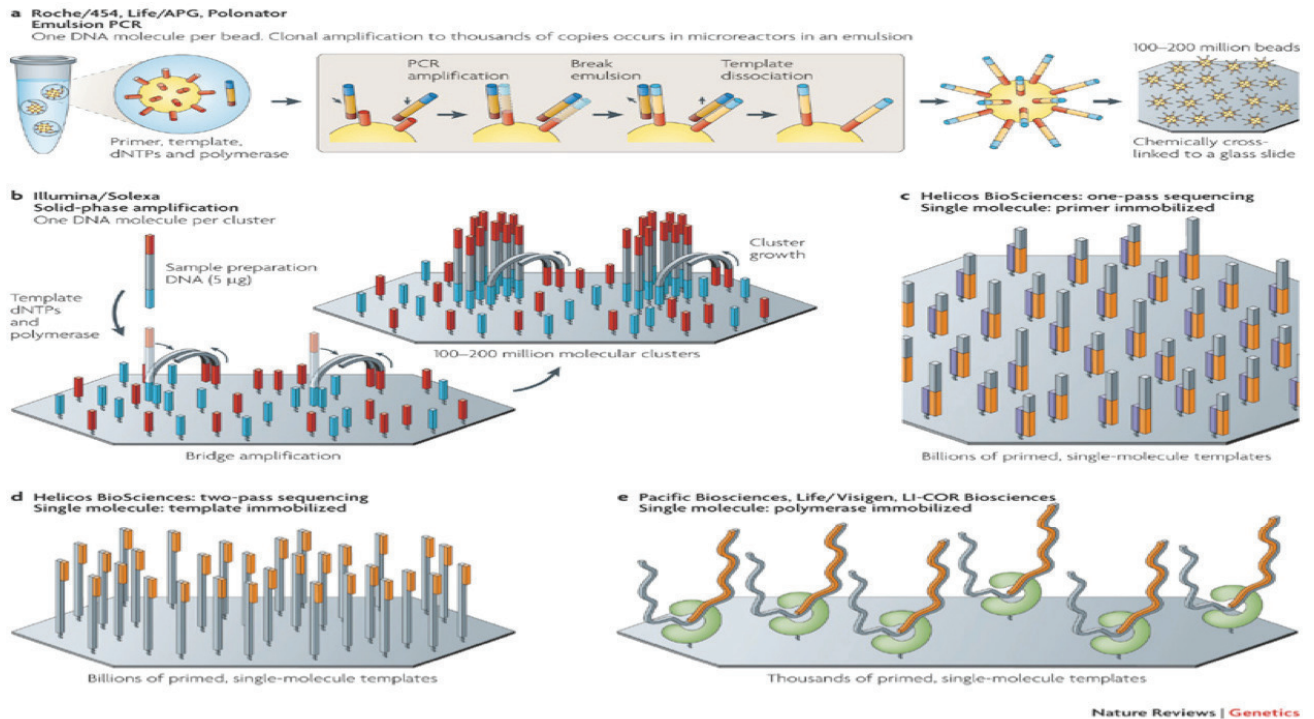 a Roche/454, Life/APG, Polonator
Emulsion PCR
One DNA molecule per bead. Clonal amplification to thousands of copies occurs in microreactors in an emulsion
Primer, template,
dNTPs and polymerase
PCR
amplification
Break
emulsion
Template
dissociation
100–200 million beads
Chemically cross-
linked to a glass slide
b Illumina/Solexa
Solid-phase amplification
One DNA molecule per cluster
Sample preparation
DNA (5 µg)
Template
dNTPs
and
polymerase
Bridge amplification
Cluster
growth
100–200 million molecular clusters
c Helicos BioSciences: one-pass sequencing
Single molecule: primer immobilized
Billions of primed, single-molecule templates
d Helicos BioSciences: two-pass sequencing
Single molecule: template immobilized
Billions of primed, single-molecule templates
e Pacific Biosciences, Life/Visigen, LI-COR Biosciences
Single molecule: polymerase immobilized
Thousands of primed, single-molecule templates
Nature Reviews | Genetics